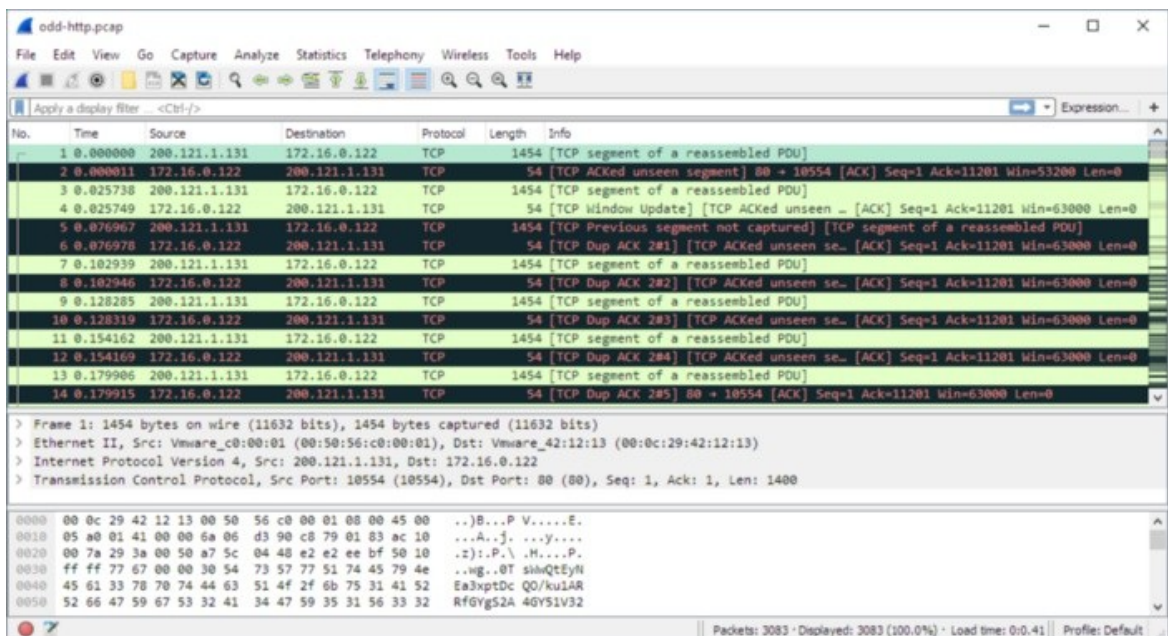 odd-http.pcap
File Edit View Go Capture Analyze Statistics Telephony Wireless Tools Help
Apply a display filter ... <Ctrl-/> Expression... +
No. Time Source Destination Protocol Length Info
1 0.000000 200.121.1.131 172.16.0.122 TCP 1454 [TCP segment of a reassembled PDU]
2 0.000011 172.16.0.122 200.121.1.131 TCP 54 [TCP ACKed unseen segment] 80 → 10554 [ACK] Seq=1 Ack=11201 Win=53200 Len=0
3 0.025738 200.121.1.131 172.16.0.122 TCP 1454 [TCP segment of a reassembled PDU]
4 0.025749 172.16.0.122 200.121.1.131 TCP 54 [TCP Window Update] [TCP ACKed unseen … [ACK] Seq=1 Ack=11201 Win=63000 Len=0
5 0.076967 200.121.1.131 172.16.0.122 TCP 1454 [TCP Previous segment not captured] [TCP segment of a reassembled PDU]
6 0.076978 172.16.0.122 200.121.1.131 TCP 54 [TCP Dup ACK 2#1] [TCP ACKed unseen se… [ACK] Seq=1 Ack=11201 Win=63000 Len=0
7 0.102939 200.121.1.131 172.16.0.122 TCP 1454 [TCP segment of a reassembled PDU]
8 0.102946 172.16.0.122 200.121.1.131 TCP 54 [TCP Dup ACK 2#2] [TCP ACKed unseen se… [ACK] Seq=1 Ack=11201 Win=63000 Len=0
9 0.128285 200.121.1.131 172.16.0.122 TCP 1454 [TCP segment of a reassembled PDU]
10 0.128319 172.16.0.122 200.121.1.131 TCP 54 [TCP Dup ACK 2#3] [TCP ACKed unseen se… [ACK] Seq=1 Ack=11201 Win=63000 Len=0
11 0.154162 200.121.1.131 172.16.0.122 TCP 1454 [TCP segment of a reassembled PDU]
12 0.154169 172.16.0.122 200.121.1.131 TCP 54 [TCP Dup ACK 2#4] [TCP ACKed unseen se… [ACK] Seq=1 Ack=11201 Win=63000 Len=0
13 0.179906 200.121.1.131 172.16.0.122 TCP 1454 [TCP segment of a reassembled PDU]
14 0.179915 172.16.0.122 200.121.1.131 TCP 54 [TCP Dup ACK 2#5] 80 → 10554 [ACK] Seq=1 Ack=11201 Win=63000 Len=0
> Frame 1: 1454 bytes on wire (11632 bits), 1454 bytes captured (11632 bits)
> Ethernet II, Src: Vmware_c0:00:01 (00:50:56:c0:00:01), Dst: Vmware_42:12:13 (00:0c:29:42:12:13)
> Internet Protocol Version 4, Src: 200.121.1.131, Dst: 172.16.0.122
> Transmission Control Protocol, Src Port: 10554 (10554), Dst Port: 80 (80), Seq: 1, Ack: 1, Len: 1400
0000 00 0c 29 42 12 13 00 50 56 c0 00 01 08 00 45 00 ..)B...P V.....E.
0010 05 a0 01 41 00 00 6a 06 d3 90 c8 79 01 83 ac 10 ...A..j. ...y....
0020 00 7a 29 3a 00 50 a7 5c 04 48 e2 e2 ee bf 50 10 .z):.P.\ .H....P.
0030 ff ff 77 67 00 00 30 54 73 57 77 51 74 45 79 4e ..wg..0T sWwQtEyN
0040 45 61 33 78 70 74 44 63 51 4f 2f 6b 75 31 41 52 Ea3xptDc QO/ku1AR
0050 52 66 47 59 67 53 32 41 34 47 59 35 31 56 33 32 RfGYgS2A 4GY51V32
Packets: 3083 · Displayed: 3083 (100.0%) · Load time: 0:0.41 Profile: Default